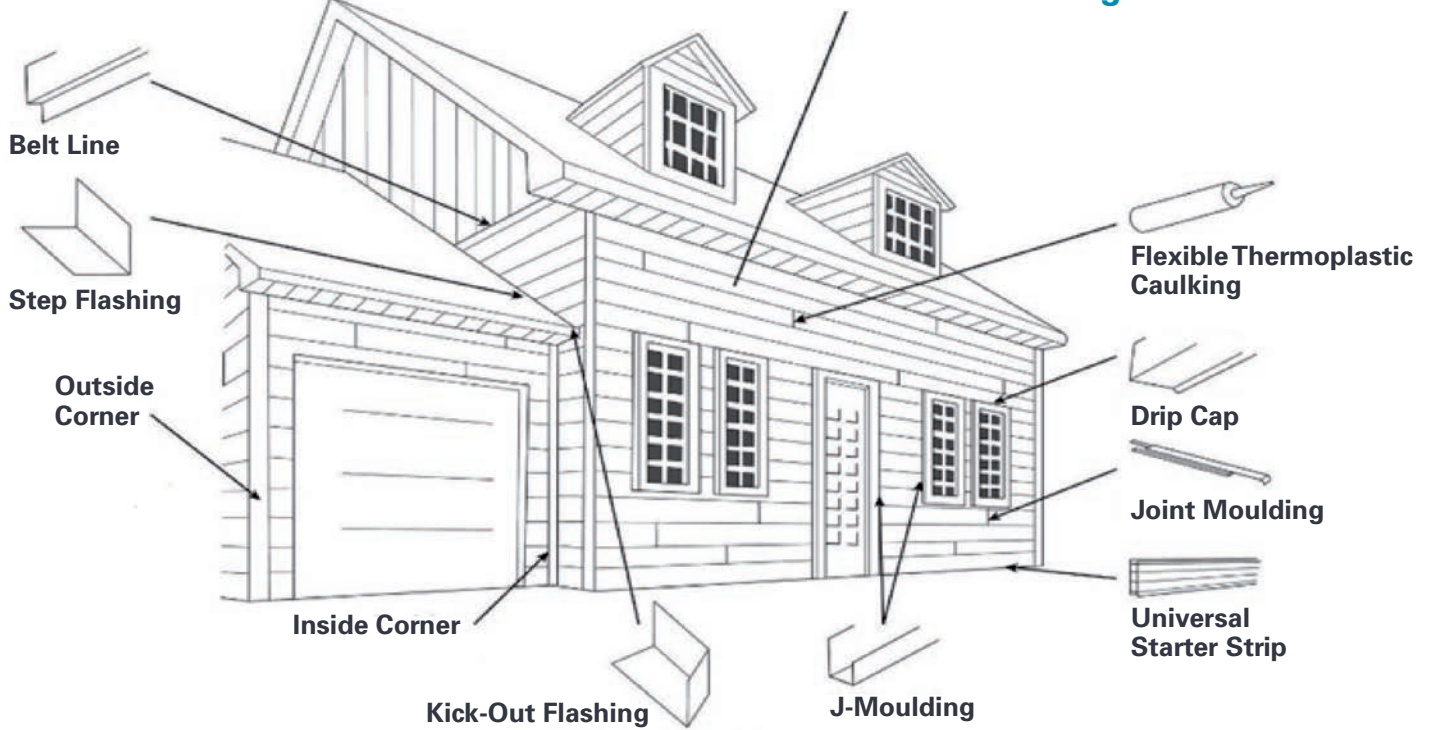 Belt Line
Step Flashing
Outside
Corner
Inside Corner
Kick-Out Flashing
J-Moulding
Flexible Thermoplastic
Caulking
Drip Cap
Joint Moulding
Universal
Starter Strip